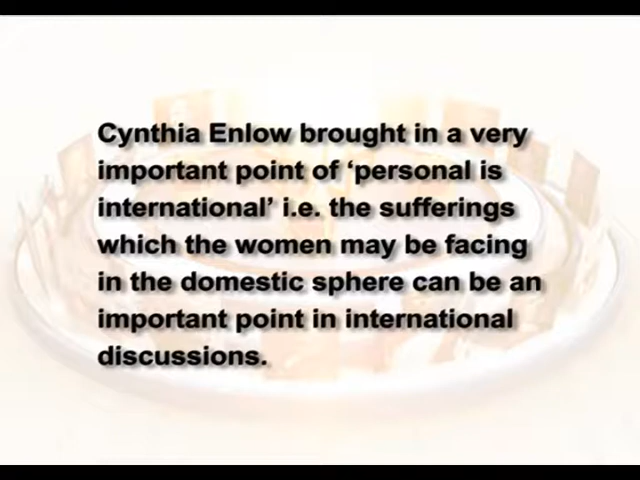 Cynthia Enlow brought in a very
important point of ‘personal is
international’ i.e. the sufferings
which the women may be facing
in the domestic sphere can be an
important point in international
discussions.